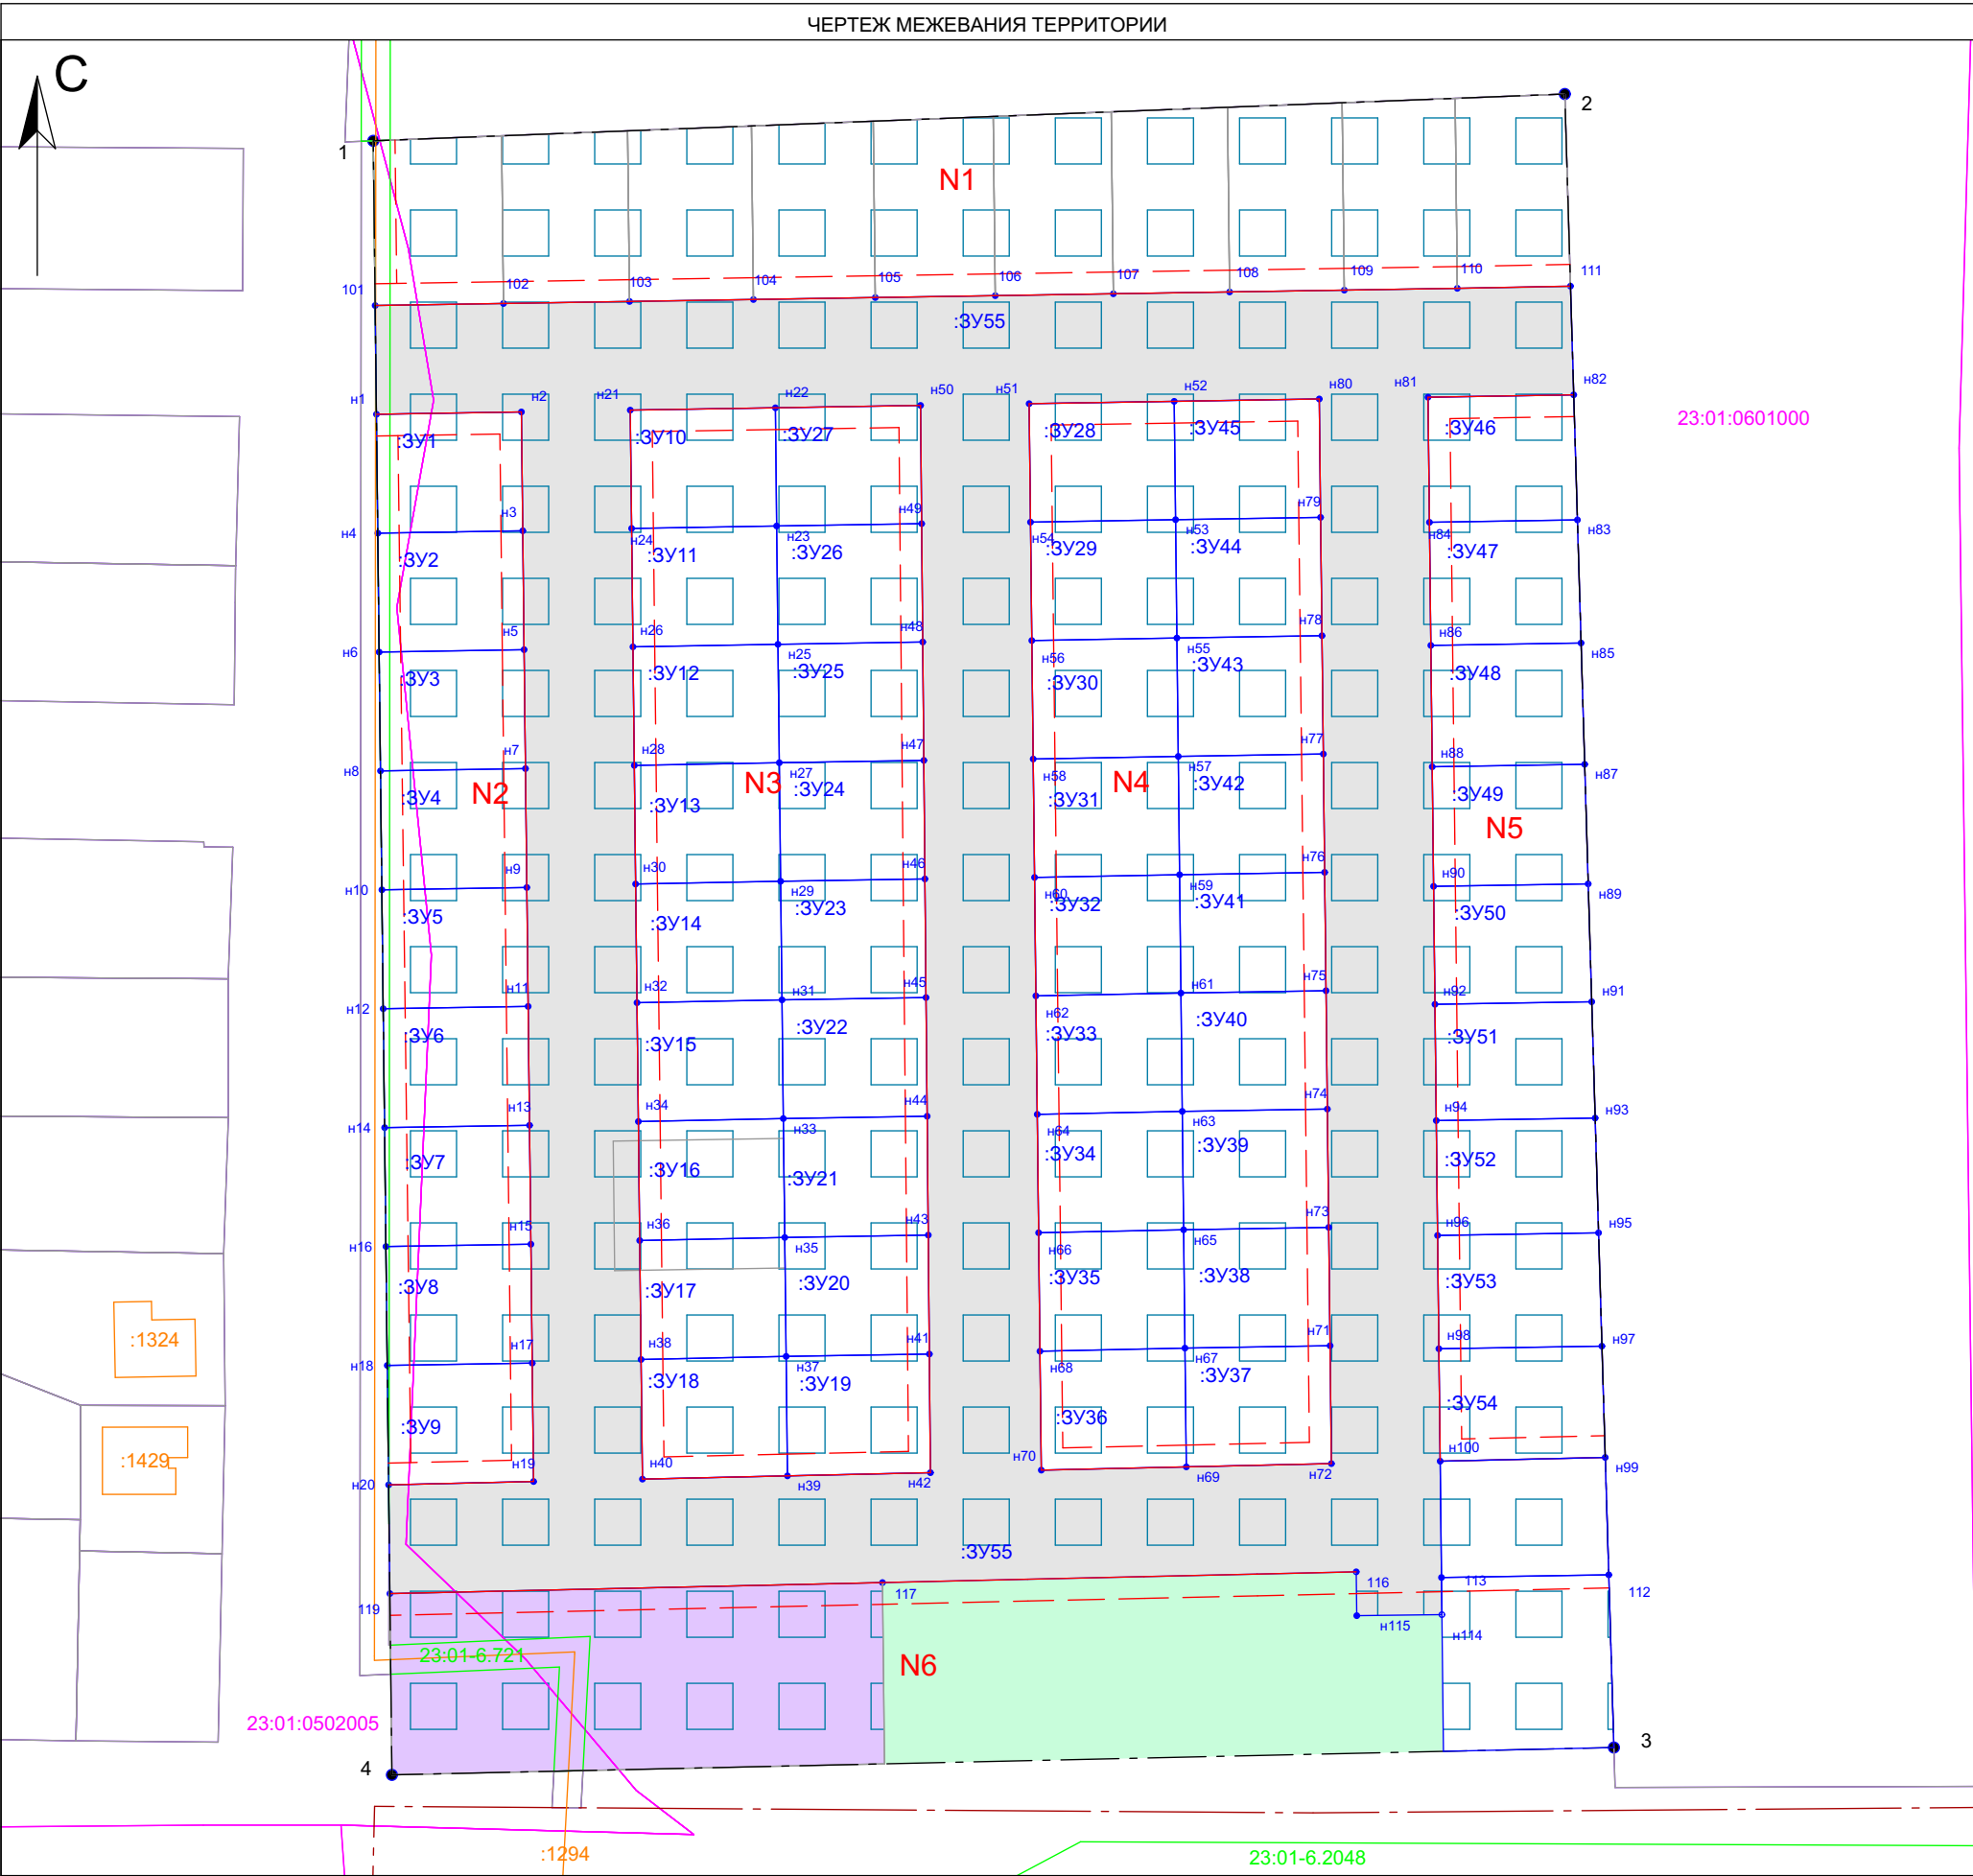 ЧЕРТЕЖ МЕЖЕВАНИЯ ТЕРРИТОРИИ
С
2
1
N1
101
102
103
104
105
106
107
108
109
110
111
:ЗУ55
н1
н2
н21
н22
н50
н51
н52
н80
н81
н82
23:01:0601000
:ЗУ1
:ЗУ10
:ЗУ27
:ЗУ28
:ЗУ45
:ЗУ46
н4
н3
н24
н23
н49
н54
н53
н79
н84
н83
:ЗУ2
:ЗУ11
:ЗУ26
:ЗУ29
:ЗУ44
:ЗУ47
н6
н5
н26
н25
н48
н56
н55
н78
н86
н85
:ЗУ3
:ЗУ12
:ЗУ25
:ЗУ30
:ЗУ43
:ЗУ48
н8
н7
н28
н27
н47
н58
н57
н77
н88
н87
:ЗУ4
N2
:ЗУ13
N3
:ЗУ24
:ЗУ31
N4
:ЗУ42
:ЗУ49
N5
н10
н9
н30
н29
н46
н60
н59
н76
н90
н89
:ЗУ5
:ЗУ14
:ЗУ23
:ЗУ32
:ЗУ41
:ЗУ50
н12
н11
н32
н31
н45
н62
н61
н75
н92
н91
:ЗУ6
:ЗУ15
:ЗУ22
:ЗУ33
:ЗУ40
:ЗУ51
н14
н13
н34
н33
н44
н64
н63
н74
н94
н93
:ЗУ7
:ЗУ16
:ЗУ21
:ЗУ34
:ЗУ39
:ЗУ52
н16
н15
н36
н35
н43
н66
н65
н73
н96
н95
:ЗУ8
:ЗУ17
:ЗУ20
:ЗУ35
:ЗУ38
:ЗУ53
:1324
н18
н17
н38
н37
н41
н68
н67
н71
н98
н97
:ЗУ9
:ЗУ18
:ЗУ19
:ЗУ36
:ЗУ37
:ЗУ54
:1429
н20
н19
н40
н39
н42
н70
н69
н72
н100
н99
:ЗУ55
119
117
116
113
112
н115
н114
23:01-6.721
N6
23:01:0502005
4
3
:1294
23:01-6.2048